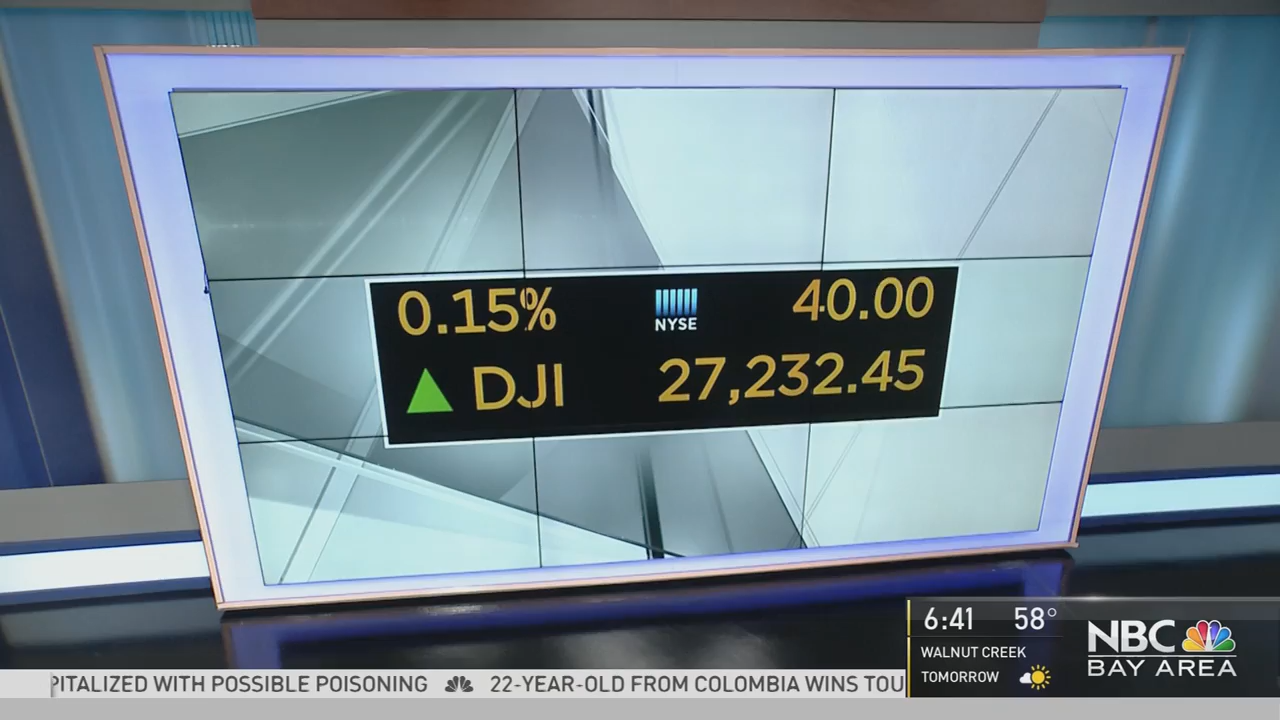 0.15%
NYSE
40.00
DJI
27,232.45
6:41 58°
WALNUT CREEK
TOMORROW
NBC
BAY AREA
PITALIZED WITH POSSIBLE POISONING 22-YEAR-OLD FROM COLOMBIA WINS TOU